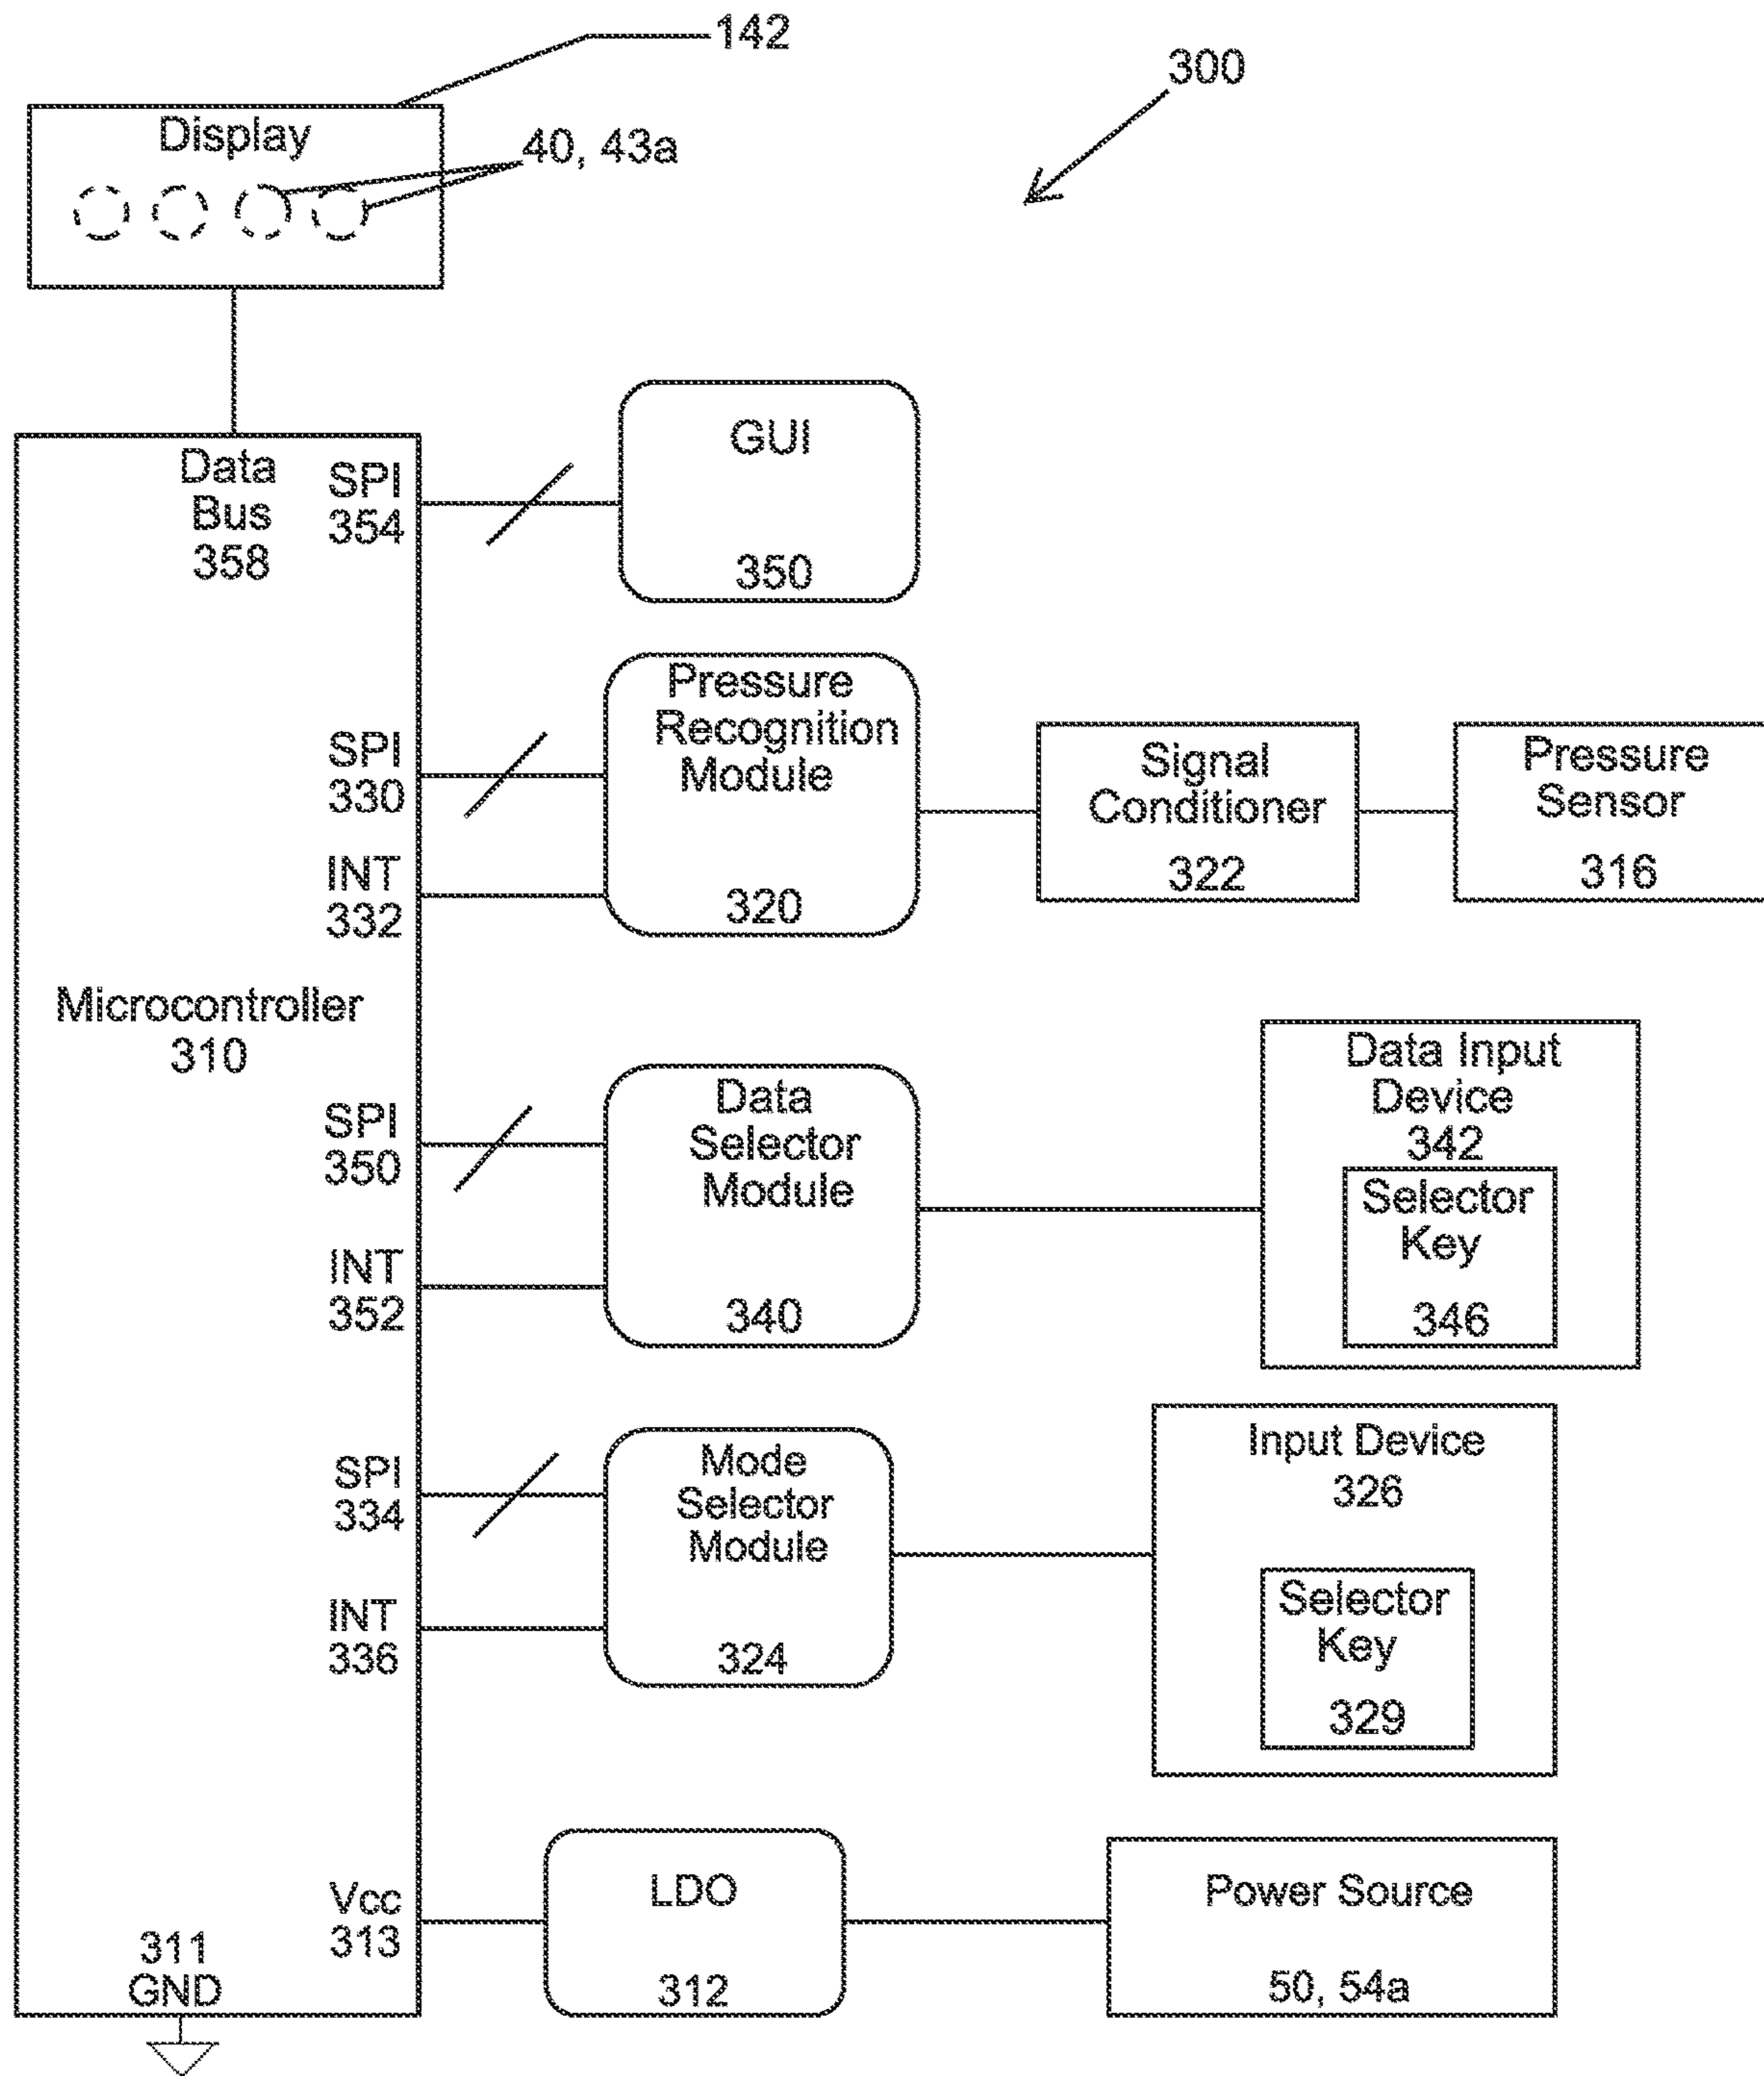 142
300
Display
40, 43a
Data
Bus
358
SPI
354
GUI
350
SPI
330
INT
332
Pressure
Recognition
Module
320
Signal
Conditioner
322
Pressure
Sensor
316
Microcontroller
310
SPI
350
INT
352
Data
Selector
Module
340
Data Input
Device
342
Selector
Key
346
SPI
334
INT
336
Mode
Selector
Module
324
Input Device
326
Selector
Key
329
Vcc
313
LDO
312
Power Source
50, 54a
311
GND